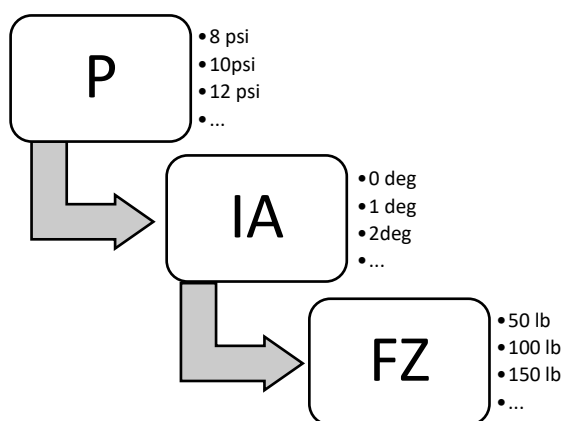 P
•8 psi
•10psi
•12 psi
•...
IA
•0 deg
•1 deg
•2deg
•...
FZ
•50 lb
•100 lb
•150 lb
•...